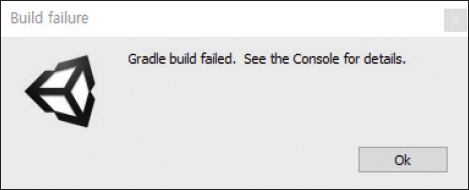 Build failure
Gradle build failed. See the Console for details.
Ok